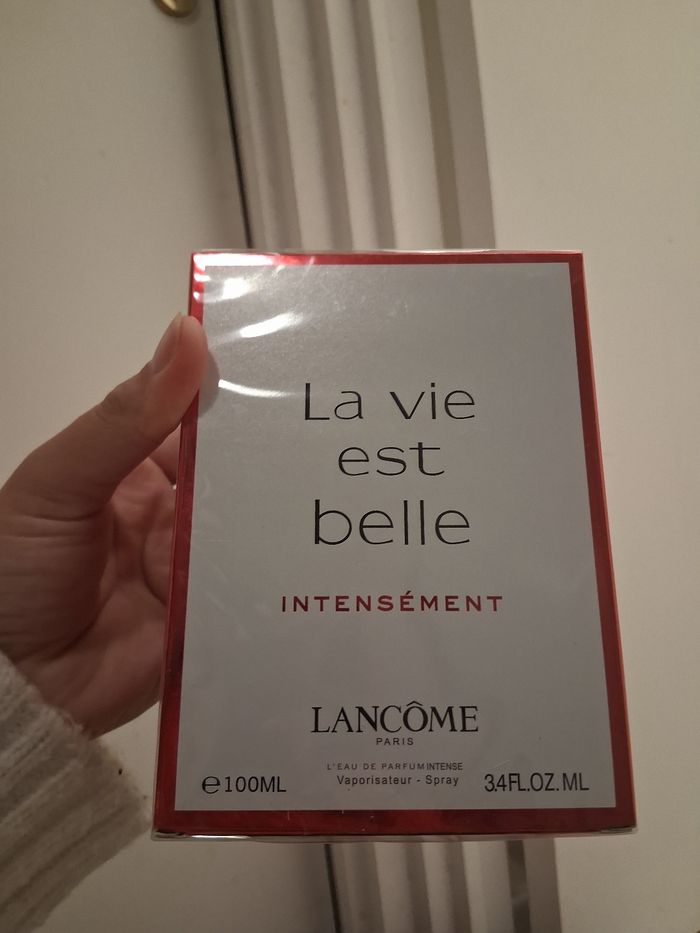 La vie
est
belle
INTENSÉMENT
LANCÔME
PARIS
L'EAU DE PARFUM INTENSE
Vaporisateur - Spray
℮100ML
3.4FL.OZ.ML